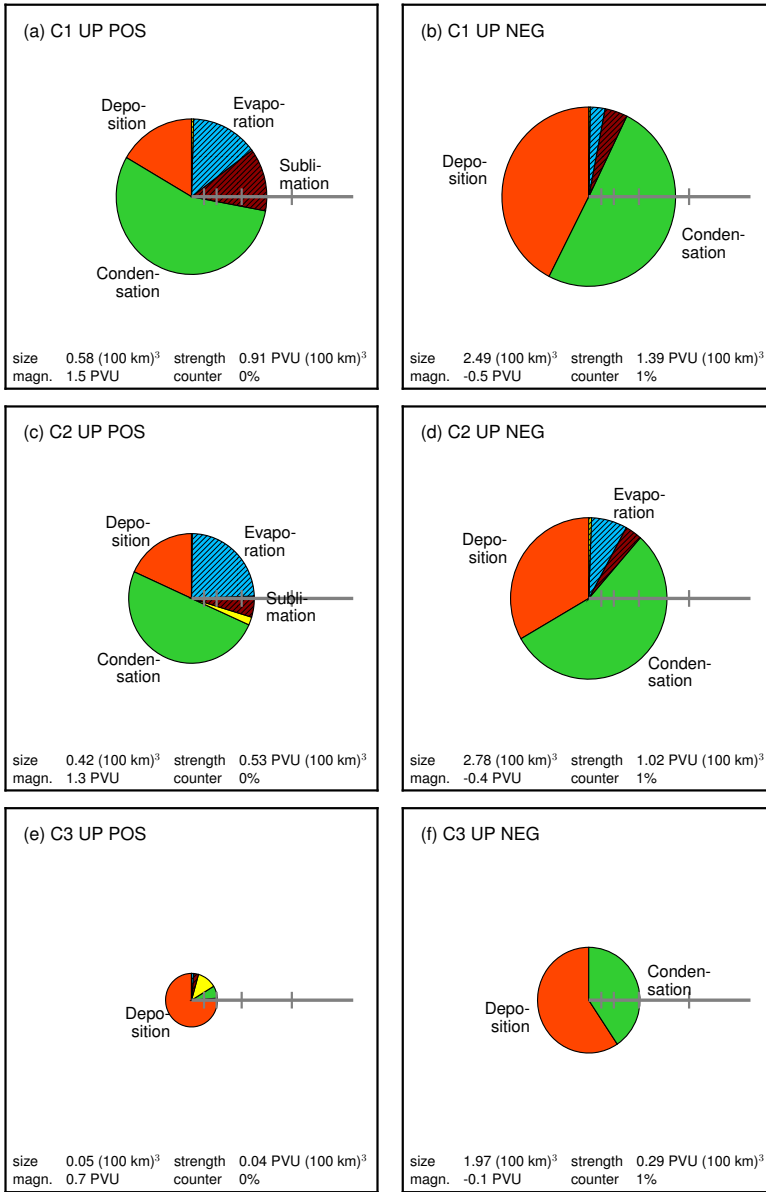 (a) C1 UP POS
Depo-
sition
Evapo-
ration
Subli-
mation
Conden-
sation
size 0.58 (100 km)³ strength 0.91 PVU (100 km)³
magn. 1.5 PVU counter 0%
(b) C1 UP NEG
Depo-
sition
Conden-
sation
size 2.49 (100 km)³ strength 1.39 PVU (100 km)³
magn. -0.5 PVU counter 1%
(c) C2 UP POS
Depo-
sition
Evapo-
ration
Subli-
mation
Conden-
sation
size 0.42 (100 km)³ strength 0.53 PVU (100 km)³
magn. 1.3 PVU counter 0%
(d) C2 UP NEG
Evapo-
ration
Depo-
sition
Conden-
sation
size 2.78 (100 km)³ strength 1.02 PVU (100 km)³
magn. -0.4 PVU counter 1%
(e) C3 UP POS
Depo-
sition
size 0.05 (100 km)³ strength 0.04 PVU (100 km)³
magn. 0.7 PVU counter 0%
(f) C3 UP NEG
Conden-
sation
Depo-
sition
size 1.97 (100 km)³ strength 0.29 PVU (100 km)³
magn. -0.1 PVU counter 1%